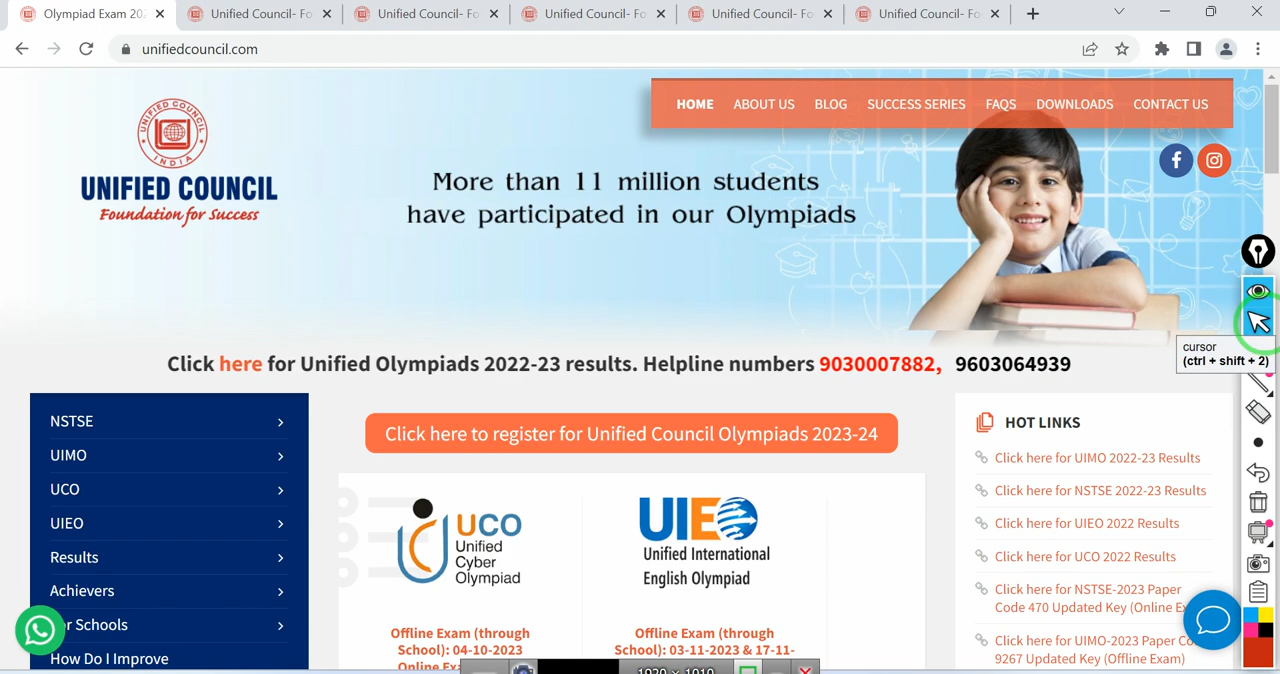 Olympiad Exam 202
Unified Council- Fo
Unified Council- Fo
Unified Council- Fo
Unified Council- Fo
Unified Council- Fo
unifiedcouncil.com
HOME ABOUT US BLOG SUCCESS SERIES FAQS DOWNLOADS CONTACT US
UNIFIED COUNCIL
INDIA
UNIFIED COUNCIL
Foundation for Success
More than 11 million students
have participated in our Olympiads
cursor
(ctrl + shift + 2)
Click here for Unified Olympiads 2022-23 results. Helpline numbers 9030007882, 9603064939
NSTSE
UIMO
UCO
UIEO
Results
Achievers
or Schools
How Do I Improve
Click here to register for Unified Council Olympiads 2023-24
UCO
Unified
Cyber
Olympiad
Offline Exam (through
School): 04-10-2023
Online Ex
UIEO
Unified International
English Olympiad
Offline Exam (through
School): 03-11-2023 & 17-11-
HOT LINKS
Click here for UIMO 2022-23 Results
Click here for NSTSE 2022-23 Results
Click here for UIEO 2022 Results
Click here for UCO 2022 Results
Click here for NSTSE-2023 Paper
Code 470 Updated Key (Online Ex
Click here for UIMO-2023 Paper Co
9267 Updated Key (Offline Exam)